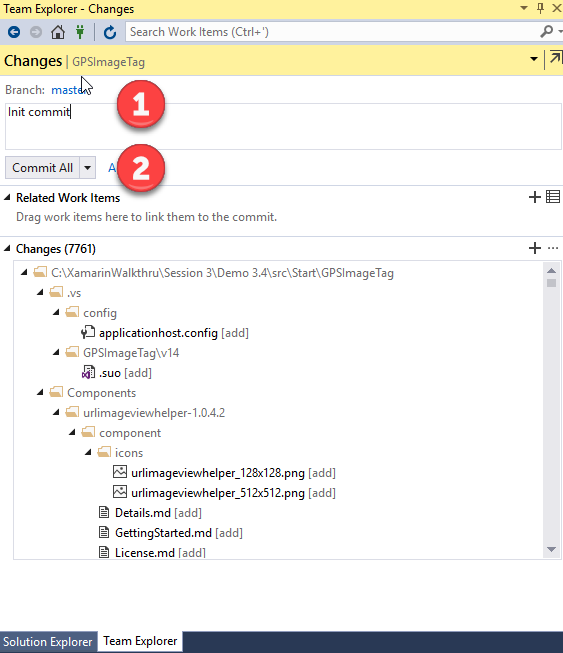 Team Explorer - Changes
Search Work Items (Ctrl+')
Changes | GPSImageTag
Branch: master
1
Init commit
2
Commit All
Related Work Items
Drag work items here to link them to the commit.
Changes (7761)
C:\XamarinWalkthru\Session 3\Demo 3.4\src\Start\GPSImageTag
.vs
config
applicationhost.config [add]
GPSImageTag\v14
.suo [add]
Components
urlimageviewhelper-1.0.4.2
component
icons
urlimageviewhelper_128x128.png [add]
urlimageviewhelper_512x512.png [add]
Details.md [add]
GettingStarted.md [add]
License.md [add]
Solution Explorer Team Explorer